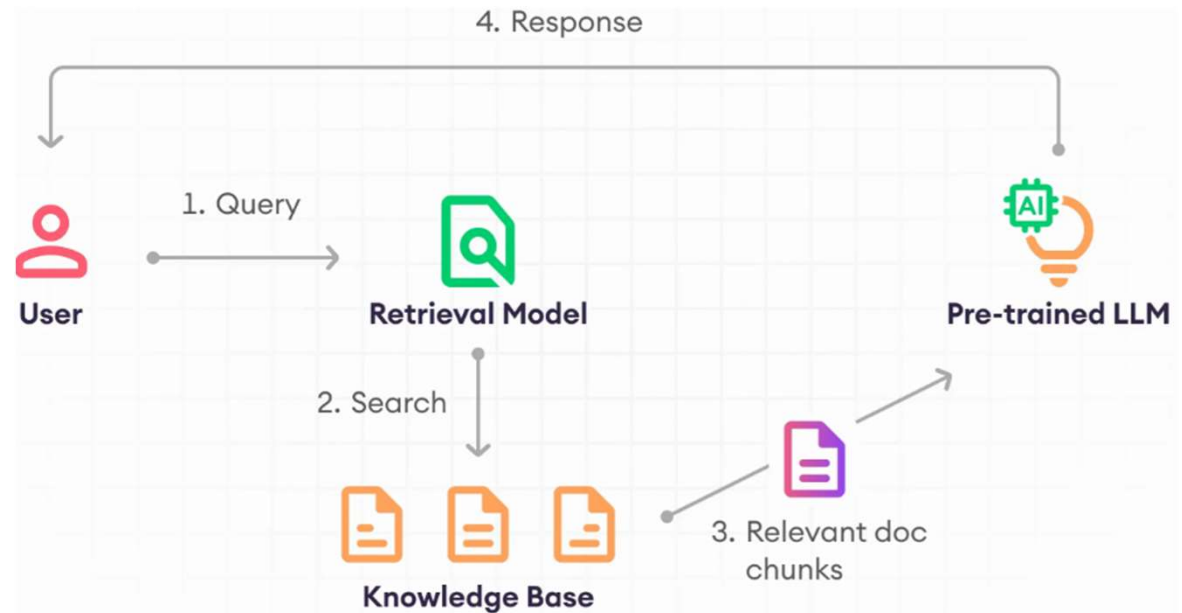 4. Response
1. Query
AI
User
Retrieval Model
Pre-trained LLM
2. Search
3. Relevant doc
chunks
Knowledge Base